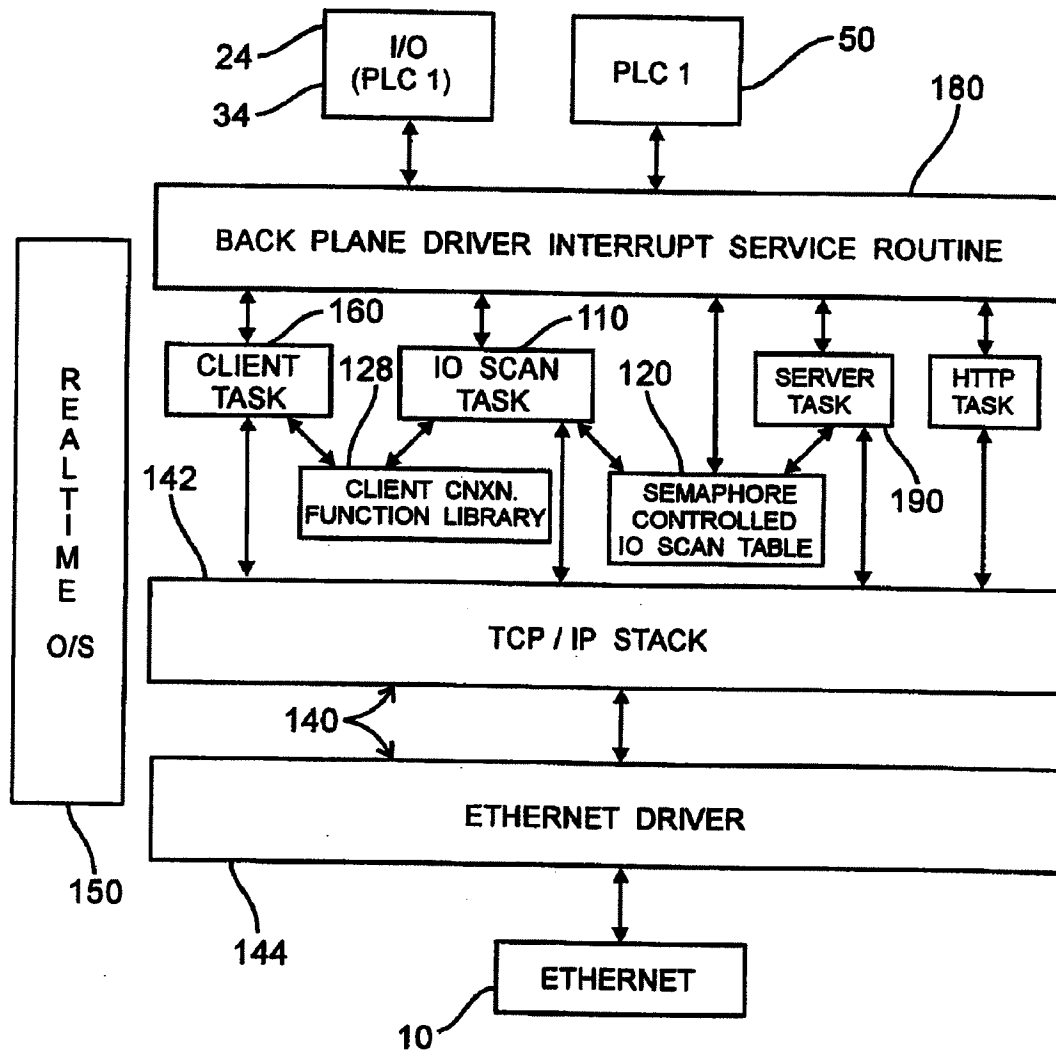 24
I/O
(PLC 1)
34
PLC 1
50
180
BACK PLANE DRIVER INTERRUPT SERVICE ROUTINE
REALTIME
O/S
150
160
CLIENT
TASK
128
110
IO SCAN
TASK
120
SERVER
TASK
190
HTTP
TASK
CLIENT CNXN.
FUNCTION LIBRARY
SEMAPHORE
CONTROLLED
IO SCAN TABLE
142
TCP / IP STACK
140
ETHERNET DRIVER
144
ETHERNET
10